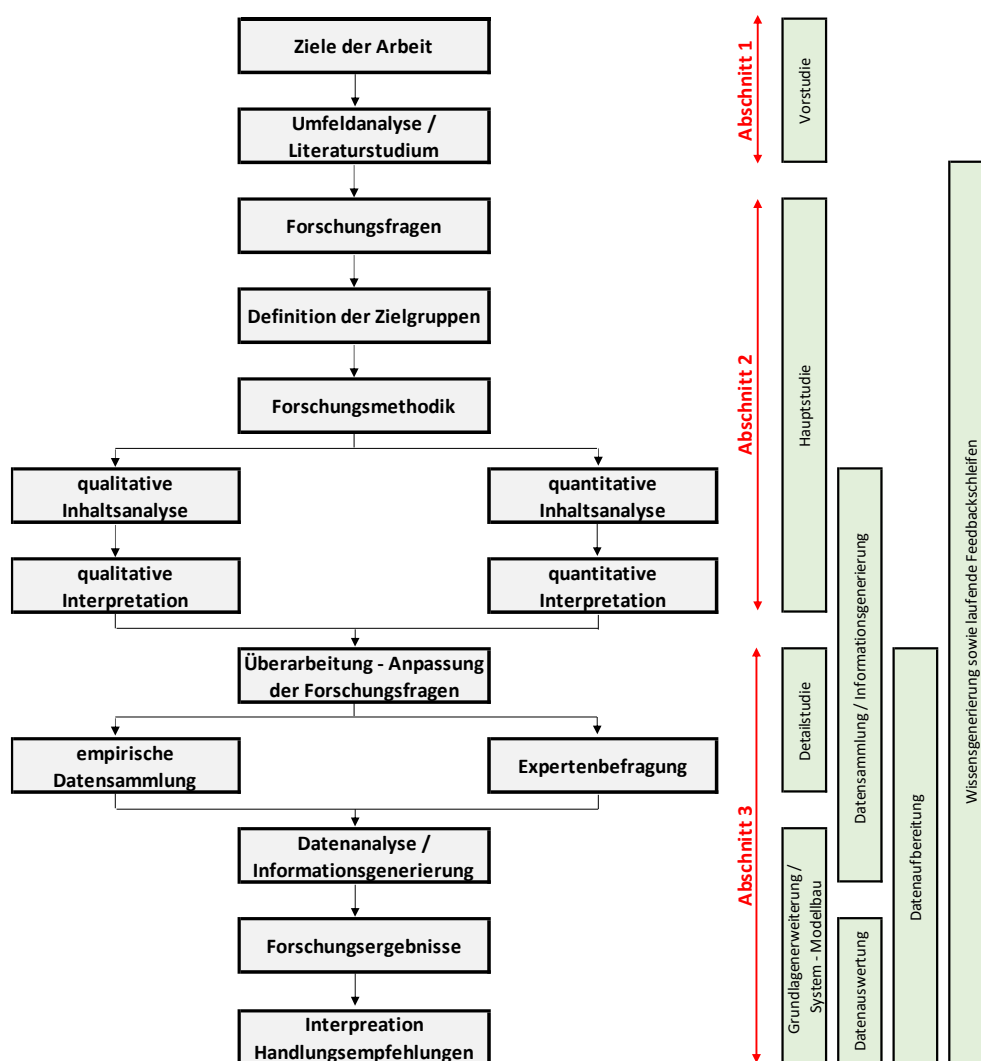 Ziele der Arbeit
Umfeldanalyse /
Literaturstudium
Forschungsfragen
Definition der Zielgruppen
Forschungsmethodik
qualitative
Inhaltsanalyse
quantitative
Inhaltsanalyse
qualitative
Interpretation
quantitative
Interpretation
Überarbeitung - Anpassung
der Forschungsfragen
empirische
Datensammlung
Expertenbefragung
Datenanalyse /
Informationsgenerierung
Forschungsergebnisse
Interpreation
Handlungsempfehlungen
Abschnitt 1
Abschnitt 2
Abschnitt 3
Vorstudie
Hauptstudie
Detailstudie
Grundlagenerweiterung /
System - Modellbau
Datensammlung / Informationsgenerierung
Datenauswertung
Datenaufbereitung
Wissensgenerierung sowie laufende Feedbackschleifen